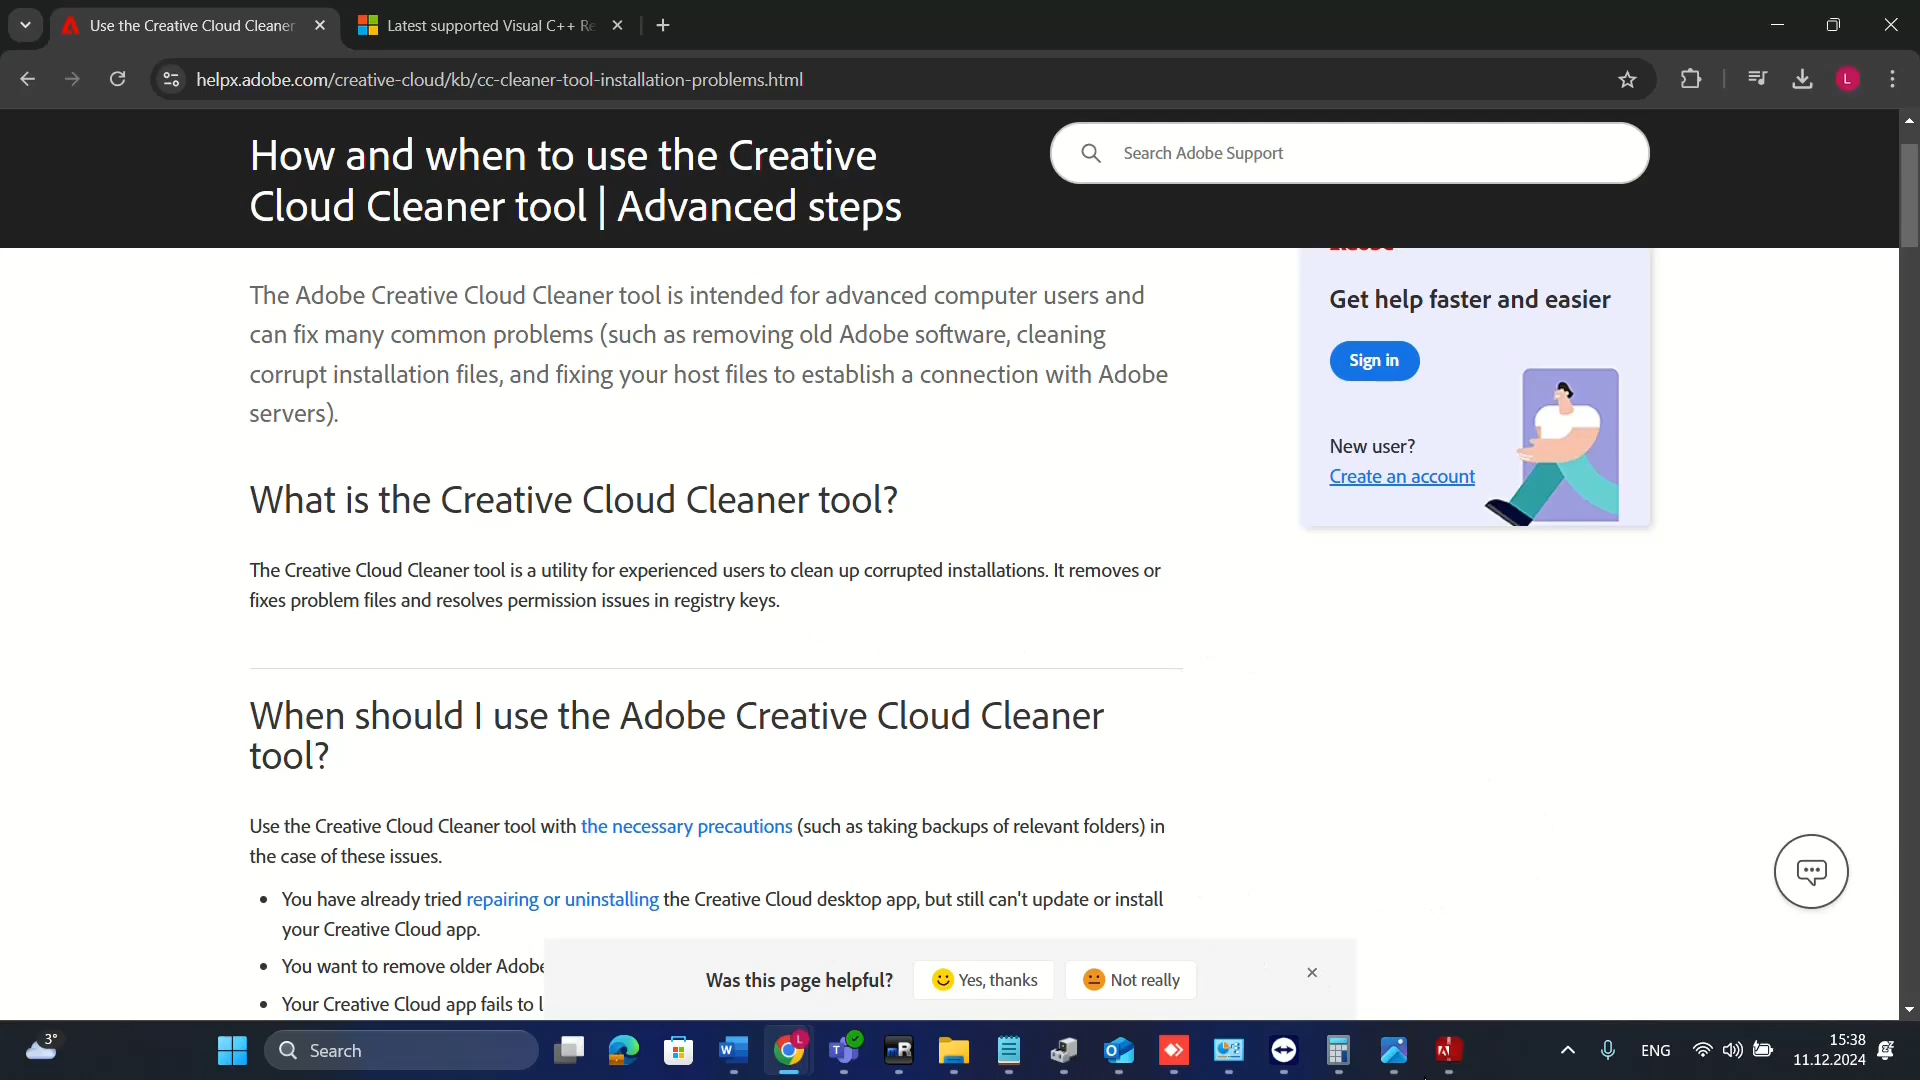 Use the Creative Cloud Cleaner
Latest supported Visual C++ Re
helpx.adobe.com/creative-cloud/kb/cc-cleaner-tool-installation-problems.html
L
How and when to use the Creative
Cloud Cleaner tool | Advanced steps
Search Adobe Support
The Adobe Creative Cloud Cleaner tool is intended for advanced computer users and
can fix many common problems (such as removing old Adobe software, cleaning
corrupt installation files, and fixing your host files to establish a connection with Adobe
servers).
Get help faster and easier
Sign in
New user?
Create an account
What is the Creative Cloud Cleaner tool?
The Creative Cloud Cleaner tool is a utility for experienced users to clean up corrupted installations. It removes or
fixes problem files and resolves permission issues in registry keys.
When should I use the Adobe Creative Cloud Cleaner
tool?
Use the Creative Cloud Cleaner tool with the necessary precautions (such as taking backups of relevant folders) in
the case of these issues.
• You have already tried repairing or uninstalling the Creative Cloud desktop app, but still can't update or install
your Creative Cloud app.
• You want to remove older Adobe
• Your Creative Cloud app fails to l
Was this page helpful?
Yes, thanks
Not really
3°
Search
ENG
15:38
11.12.2024